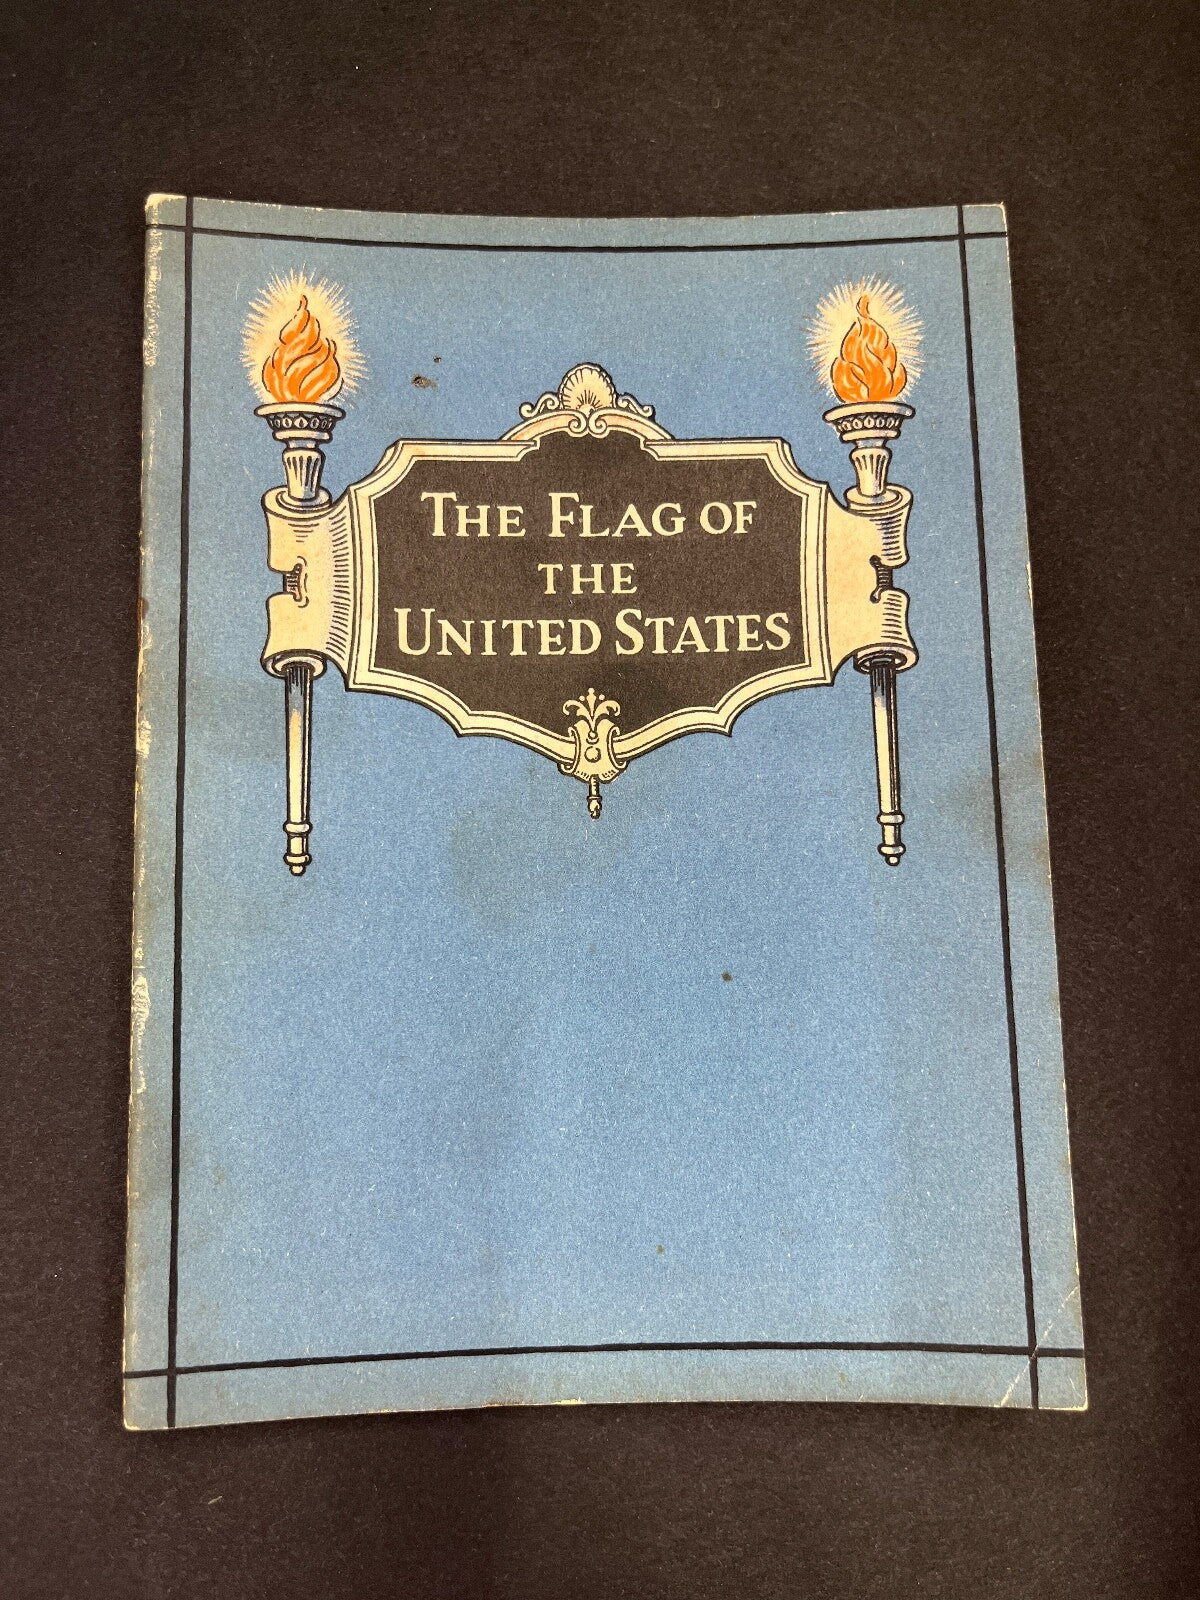 THE FLAG OF
THE
UNITED STATES